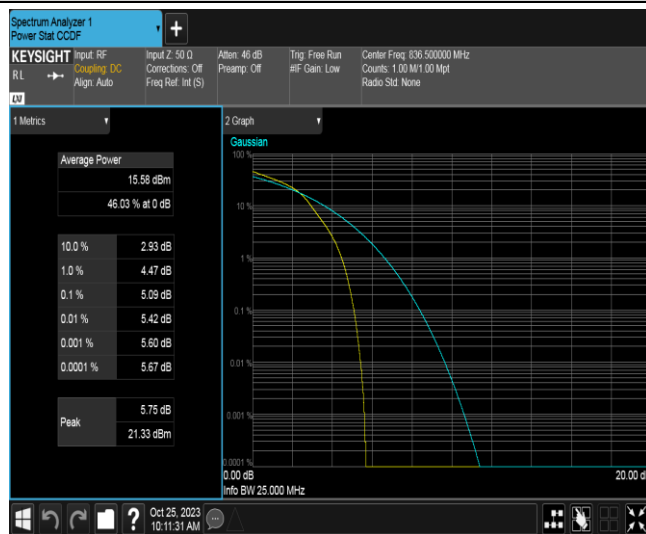 Spectrum Analyzer 1
Power Stat CCDF
KEYSIGHT
RL
Input: RF
Coupling: DC
Align: Auto
Input Z: 50 Ω
Corrections: Off
Freq Ref: Int (S)
Atten: 46 dB
Preamp: Off
Trig: Free Run
#IF Gain: Low
Center Freq: 836.500000 MHz
Counts: 1.00 M/1.00 Mpt
Radio Std: None
LXI
1 Metrics
Average Power
15.58 dBm
46.03 % at 0 dB
10.0 % 2.93 dB
1.0 % 4.47 dB
0.1 % 5.09 dB
0.01 % 5.42 dB
0.001 % 5.60 dB
0.0001 % 5.67 dB
Peak
5.75 dB
21.33 dBm
2 Graph
Gaussian
100 %
10 %
1 %
0.1 %
0.01 %
0.001 %
0.0001 %
0.00 dB 20.00 d
Info BW 25.000 MHz
Oct 25, 2023
10:11:31 AM